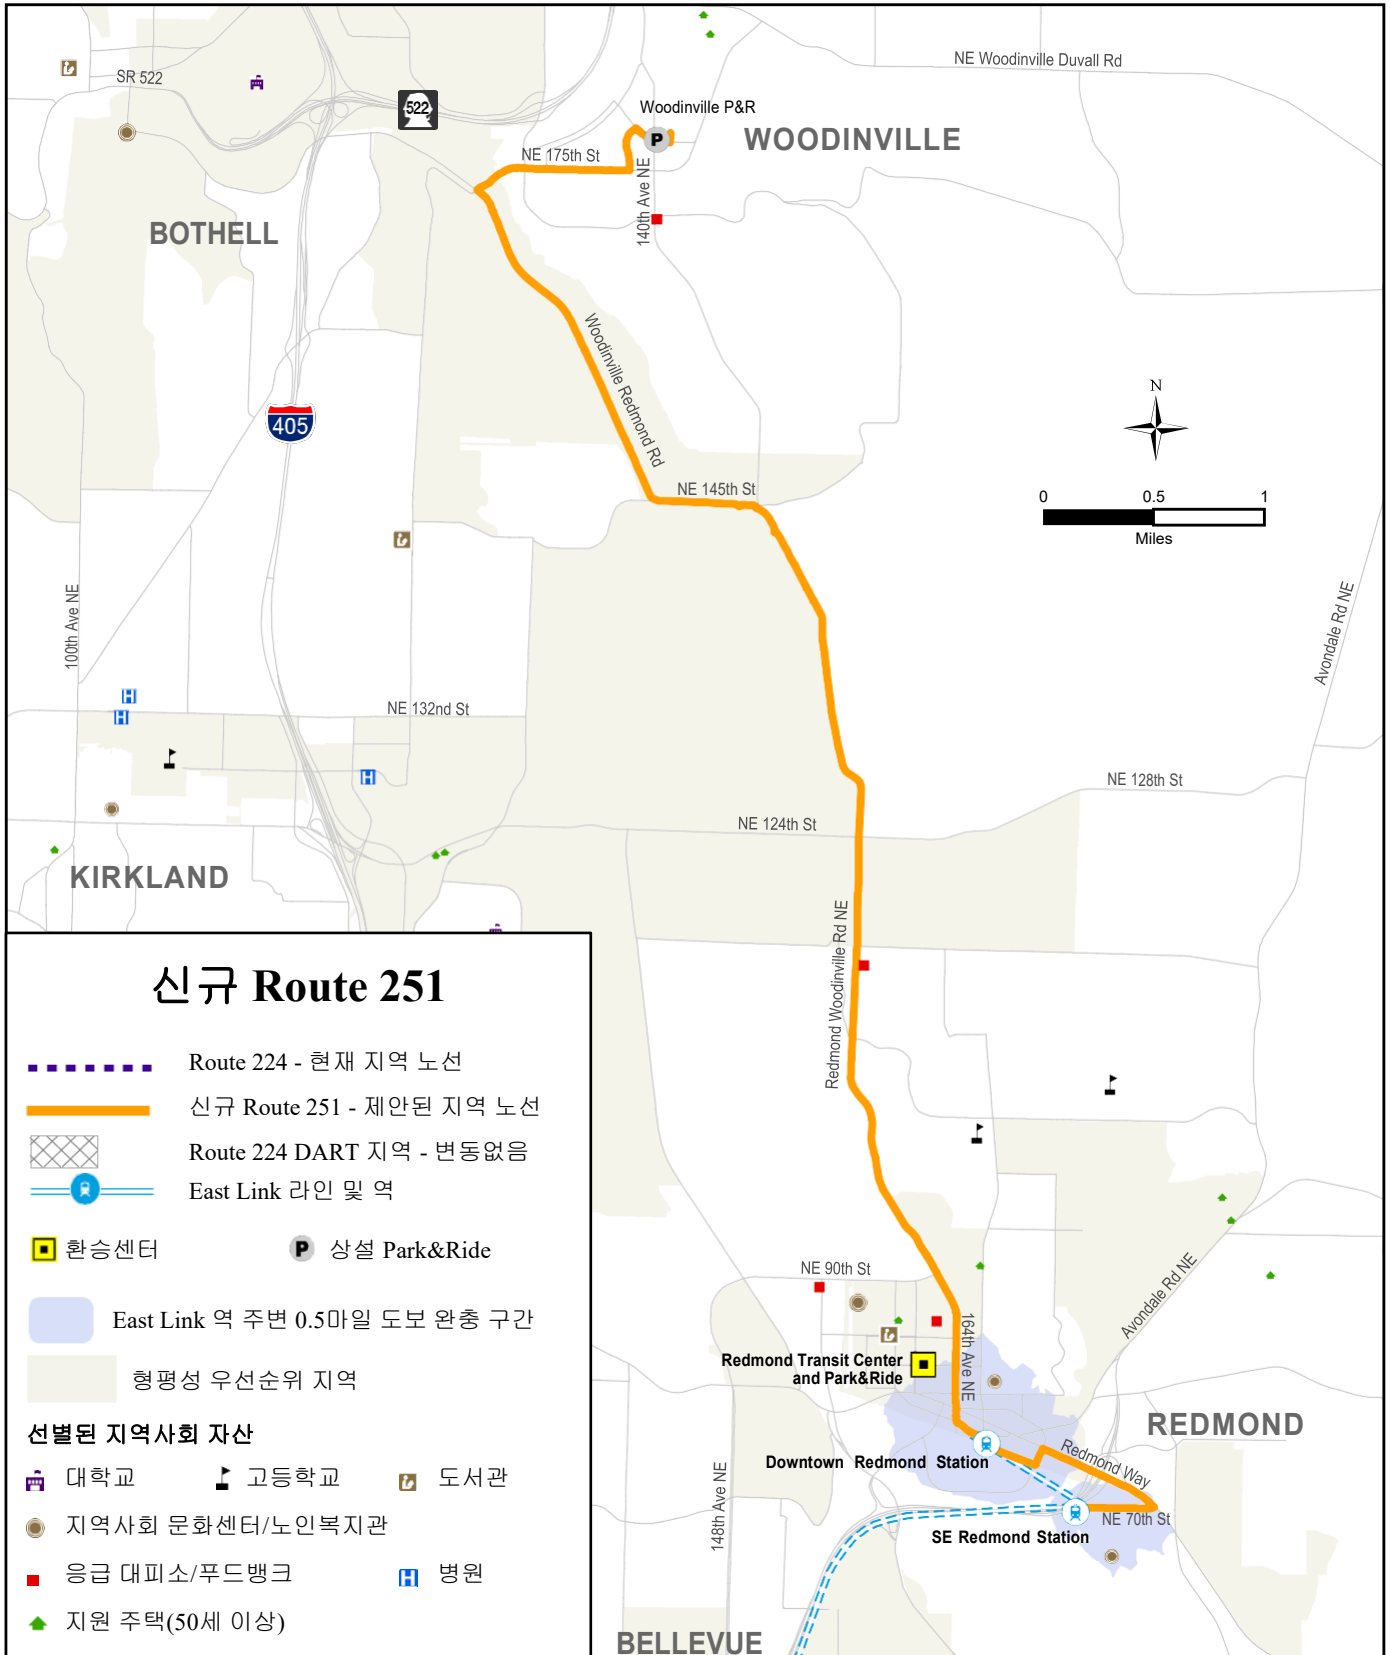 NE Woodinville Duvall Rd
SR 522
522
Woodinville P&R
P
WOODINVILLE
NE 175th St
140th Ave NE
BOTHELL
Woodinville Redmond Rd
405
N
NE 145th St
0 0.5 1
Miles
100th Ave NE
Avondale Rd NE
H
H
NE 132nd St
H
NE 128th St
NE 124th St
KIRKLAND
Redmond Woodinville Rd NE
NE 90th St
Avondale Rd NE
164th Ave NE
Redmond Transit Center
and Park&Ride
REDMOND
Redmond Way
Downtown Redmond Station
148th Ave NE
NE 70th St
SE Redmond Station
BELLEVUE
신규 Route 251
Route 224 - 현재 지역 노선
신규 Route 251 - 제안된 지역 노선
Route 224 DART 지역 - 변동없음
East Link 라인 및 역
환승센터
P 상설 Park&Ride
East Link 역 주변 0.5마일 도보 완충 구간
형평성 우선순위 지역
선별된 지역사회 자산
대학교 고등학교 도서관
지역사회 문화센터/노인복지관
응급 대피소/푸드뱅크 H 병원
지원 주택(50세 이상)